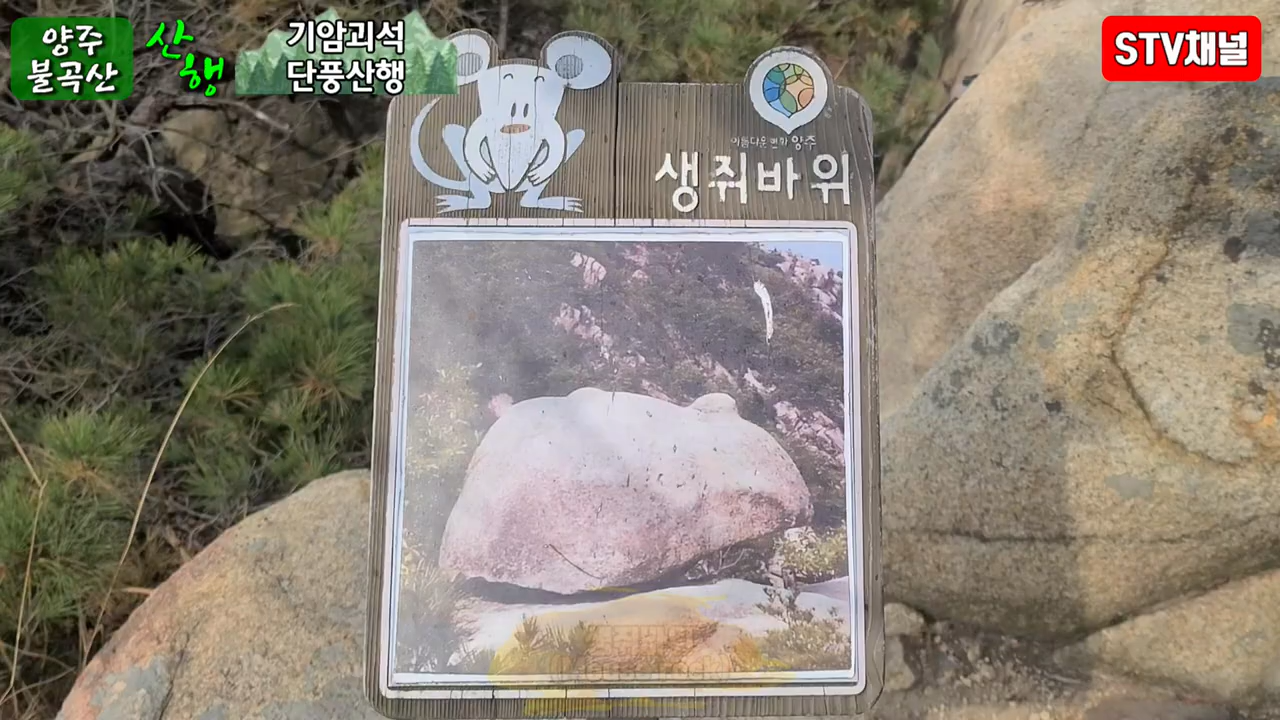 양주
불곡산
산행
기암괴석
단풍산행
STV채널
아름다운 변화 양주
생쥐바위